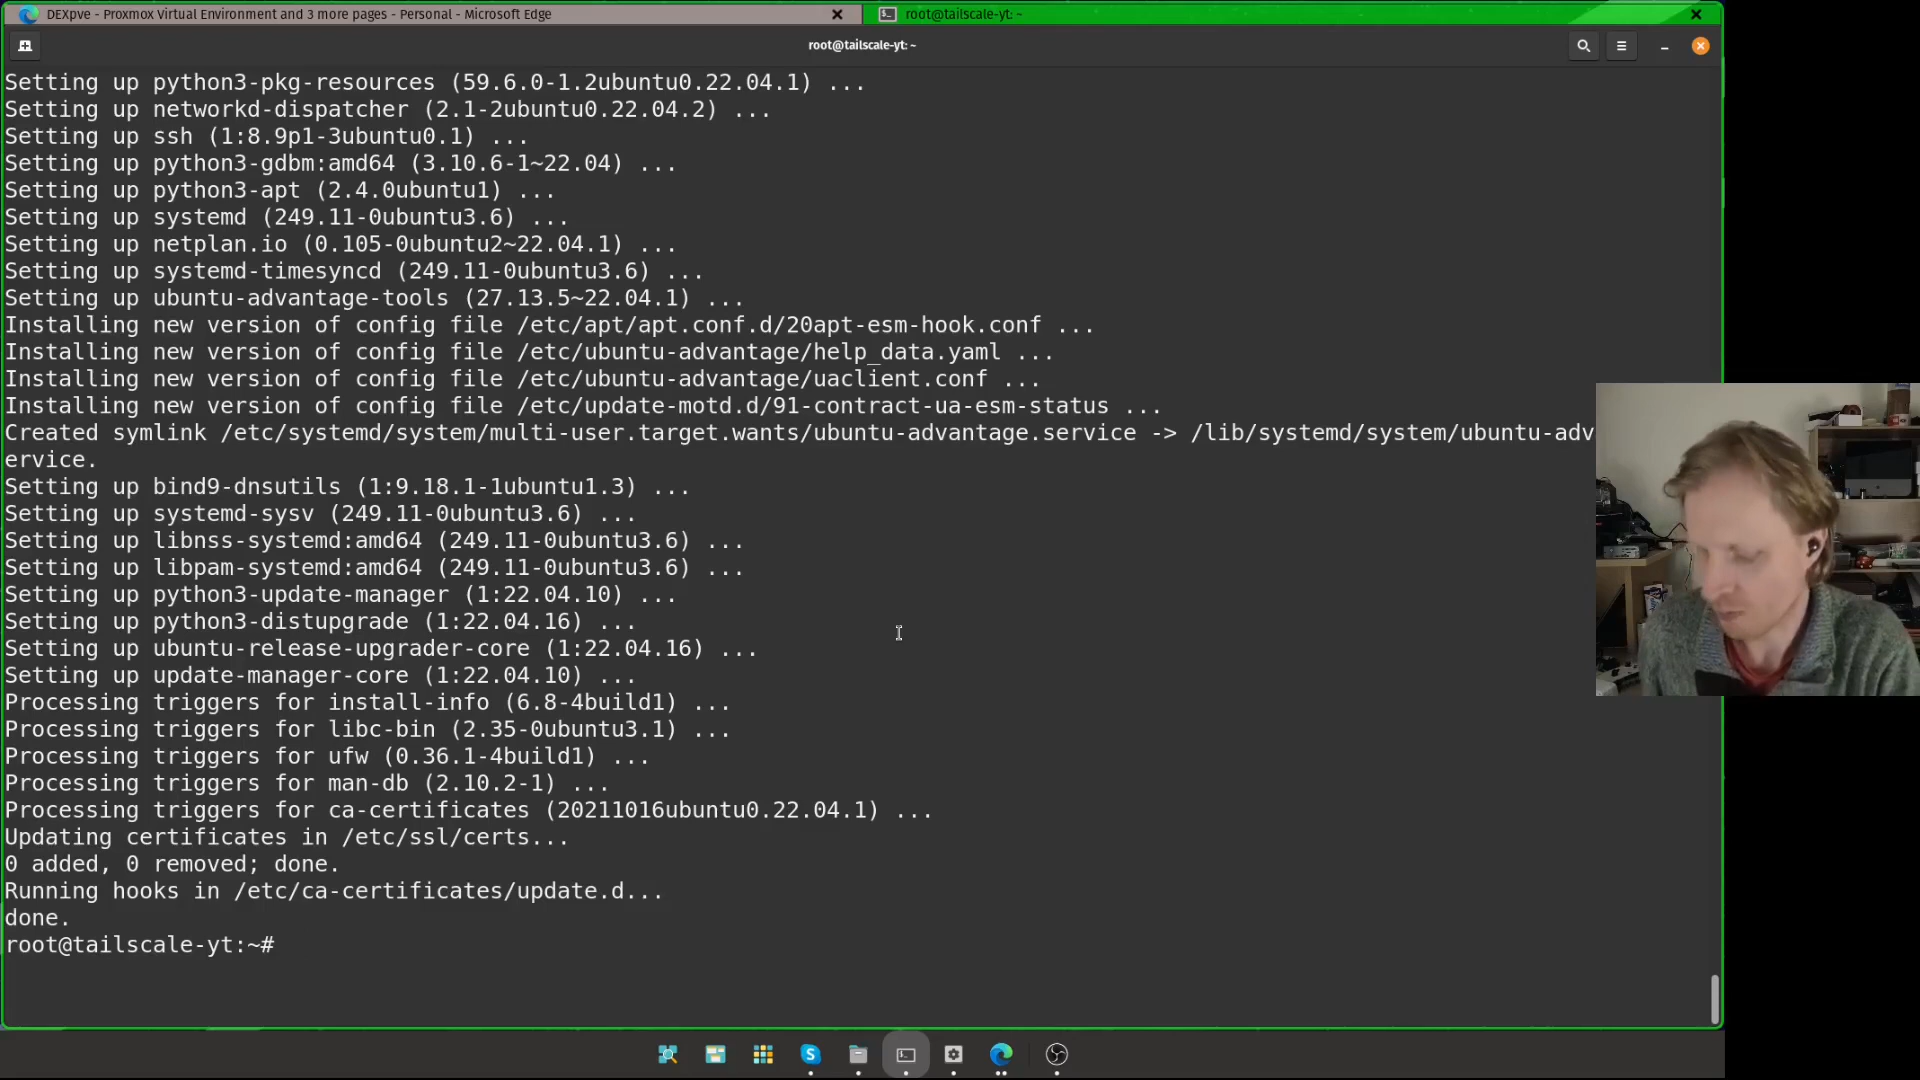 DEXpve - Proxmox Virtual Environment and 3 more pages - Personal - Microsoft Edge
root@tailscale-yt: ~
root@tailscale-yt: ~
Setting up python3-pkg-resources (59.6.0-1.2ubuntu0.22.04.1) ...
Setting up networkd-dispatcher (2.1-2ubuntu0.22.04.2) ...
Setting up ssh (1:8.9p1-3ubuntu0.1) ...
Setting up python3-gdbm:amd64 (3.10.6-1~22.04) ...
Setting up python3-apt (2.4.0ubuntu1) ...
Setting up systemd (249.11-0ubuntu3.6) ...
Setting up netplan.io (0.105-0ubuntu2~22.04.1) ...
Setting up systemd-timesyncd (249.11-0ubuntu3.6) ...
Setting up ubuntu-advantage-tools (27.13.5~22.04.1) ...
Installing new version of config file /etc/apt/apt.conf.d/20apt-esm-hook.conf ...
Installing new version of config file /etc/ubuntu-advantage/help_data.yaml ...
Installing new version of config file /etc/ubuntu-advantage/uaclient.conf ...
Installing new version of config file /etc/update-motd.d/91-contract-ua-esm-status ...
Created symlink /etc/systemd/system/multi-user.target.wants/ubuntu-advantage.service -> /lib/systemd/system/ubuntu-adv
ervice.
Setting up bind9-dnsutils (1:9.18.1-1ubuntu1.3) ...
Setting up systemd-sysv (249.11-0ubuntu3.6) ...
Setting up libnss-systemd:amd64 (249.11-0ubuntu3.6) ...
Setting up libpam-systemd:amd64 (249.11-0ubuntu3.6) ...
Setting up python3-update-manager (1:22.04.10) ...
Setting up python3-distupgrade (1:22.04.16) ...
Setting up ubuntu-release-upgrader-core (1:22.04.16) ...
Setting up update-manager-core (1:22.04.10) ...
Processing triggers for install-info (6.8-4build1) ...
Processing triggers for libc-bin (2.35-0ubuntu3.1) ...
Processing triggers for ufw (0.36.1-4build1) ...
Processing triggers for man-db (2.10.2-1) ...
Processing triggers for ca-certificates (20211016ubuntu0.22.04.1) ...
Updating certificates in /etc/ssl/certs...
0 added, 0 removed; done.
Running hooks in /etc/ca-certificates/update.d...
done.
root@tailscale-yt:~#